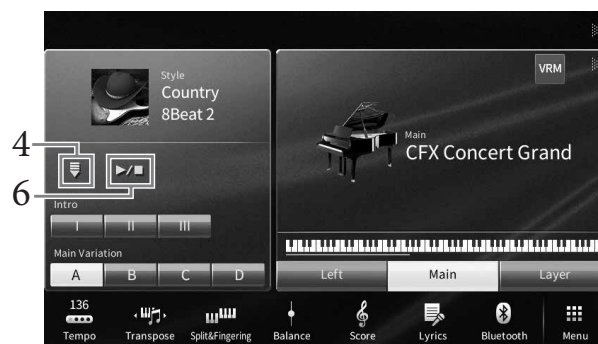 Style
Country
8Beat 2
4
6
Intro
I II III
Main Variation
A B C D
VRM
Main
CFX Concert Grand
Left Main Layer
136
Tempo Transpose Split&Fingering Balance Score Lyrics Bluetooth Menu